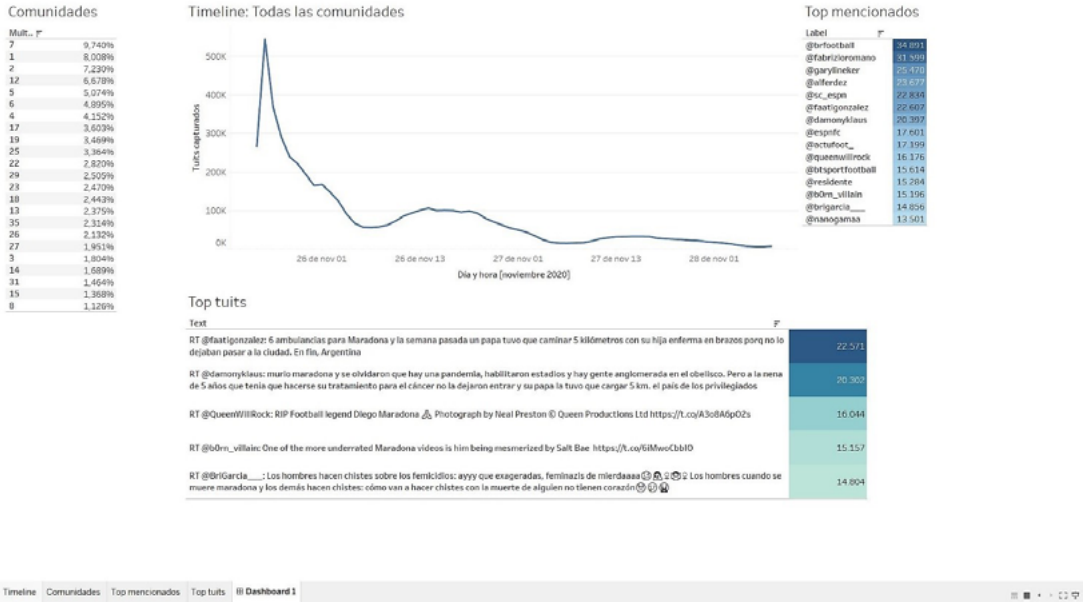 Comunidades
Mult..
7 9,740%
1 8,008%
2 7,230%
12 6,678%
5 5,074%
6 4,895%
4 4,152%
17 3,603%
19 3,469%
25 3,364%
22 2,820%
29 2,505%
23 2,470%
18 2,443%
13 2,375%
35 2,314%
26 2,132%
27 1,951%
3 1,804%
14 1,689%
31 1,464%
15 1,368%
8 1,126%
Timeline: Todas las comunidades
Tuits capturados
500K
400K
300K
200K
100K
0K
26 de nov 01
26 de nov 13
27 de nov 01
27 de nov 13
28 de nov 01
Día y hora [noviembre 2020]
Top mencionados
Label
@brfootball 34.891
@fabrizioromano 31.599
@garylineker 25.470
@alferdez 23.677
@sc_espn 22.834
@faatigonzalez 22.607
@damonyklaus 20.397
@espnfc 17.601
@actufoot_ 17.199
@queenwillrock 16.176
@btsportfootball 15.614
@residente 15.284
@b0rn_villain 15.196
@brigarcia___ 14.856
@nanogamaa 13.501
Top tuits
Text
RT @faatigonzalez: 6 ambulancias para Maradona y la semana pasada un papa tuvo que caminar 5 kilómetros con su hija enferma en brazos porq no lo
dejaban pasar a la ciudad. En fin, Argentina
22.571
RT @damonyklaus: murio maradona y se olvidaron que hay una pandemia, habilitaron estadios y hay gente anglomerada en el obelisco. Pero a la nena
de 5 años que tenia que hacerse su tratamiento para el cáncer no la dejaron entrar y su papa la tuvo que cargar 5 km. el país de los privilegiados
20.302
RT @QueenWillRock: RIP Football legend Diego Maradona 🙏 Photograph by Neal Preston © Queen Productions Ltd https://t.co/A3o8A6pOZs
16.044
RT @b0rn_villain: One of the more underrated Maradona videos is him being mesmerized by Salt Bae https://t.co/6iMwoCbbI0
15.157
RT @BriGarcia___: Los hombres hacen chistes sobre los femicidios: ayyy que exageradas, feminazis de mierdaaaa Los hombres cuando se
muere maradona y los demás hacen chistes: cómo van a hacer chistes con la muerte de alguien no tienen corazón
14.804
Timeline Comunidades Top mencionados Top tuits Dashboard 1